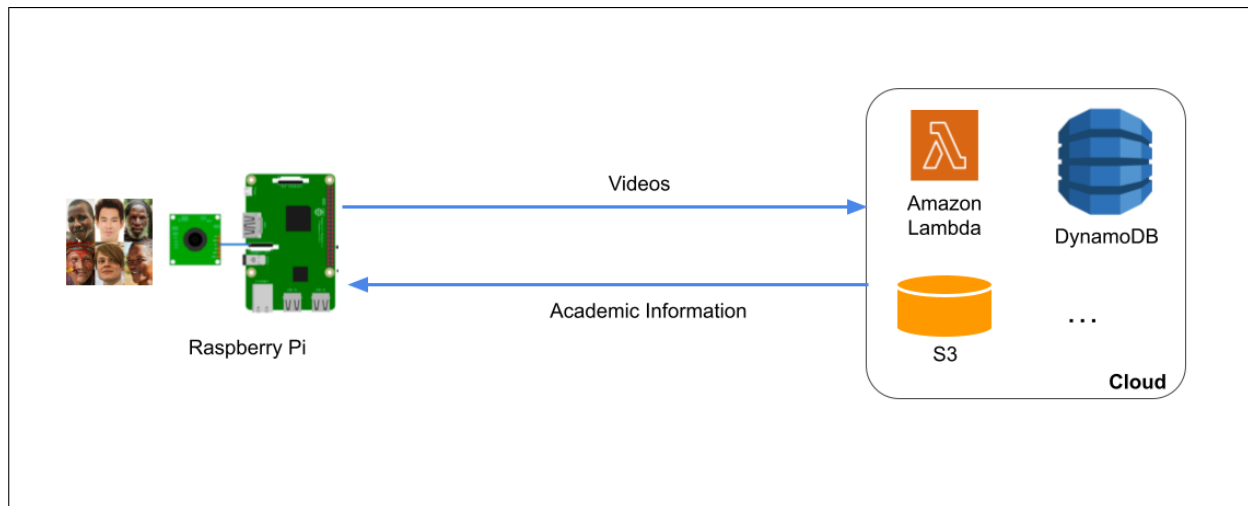 Videos
Academic Information
Raspberry Pi
Amazon
Lambda
DynamoDB
S3
...
Cloud